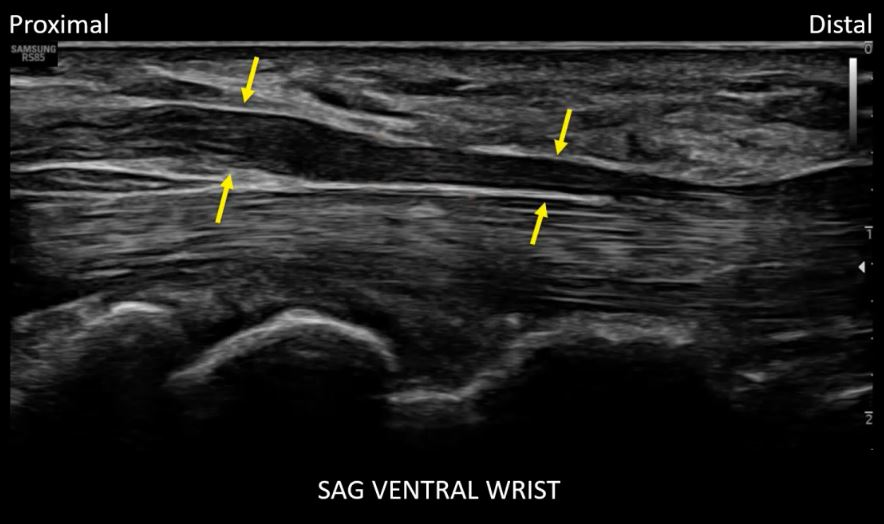 Proximal
Distal
SAMSUNG
RS85
0
1
2
SAG VENTRAL WRIST